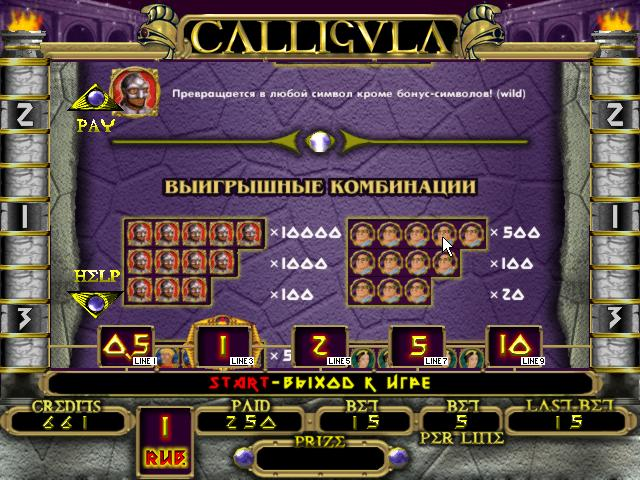 CALLIGVLA
Превращается в любой символ кроме бонус-символов! (wild)
PAY
ВЫИГРЫШНЫЕ КОМБИНАЦИИ
2
2
1
1
3
3
×10000
×500
×1000
×100
×100
×20
HELP
0.5
1
2
5
10
LINE1
LINE3
LINE5
LINE7
LINE9
×5
START-ВЫХОД К ИГРЕ
CREDITS
PAID
BET
BET
LAST BET
661
250
15
5
15
PER LINE
1
RUB.
PRIZE